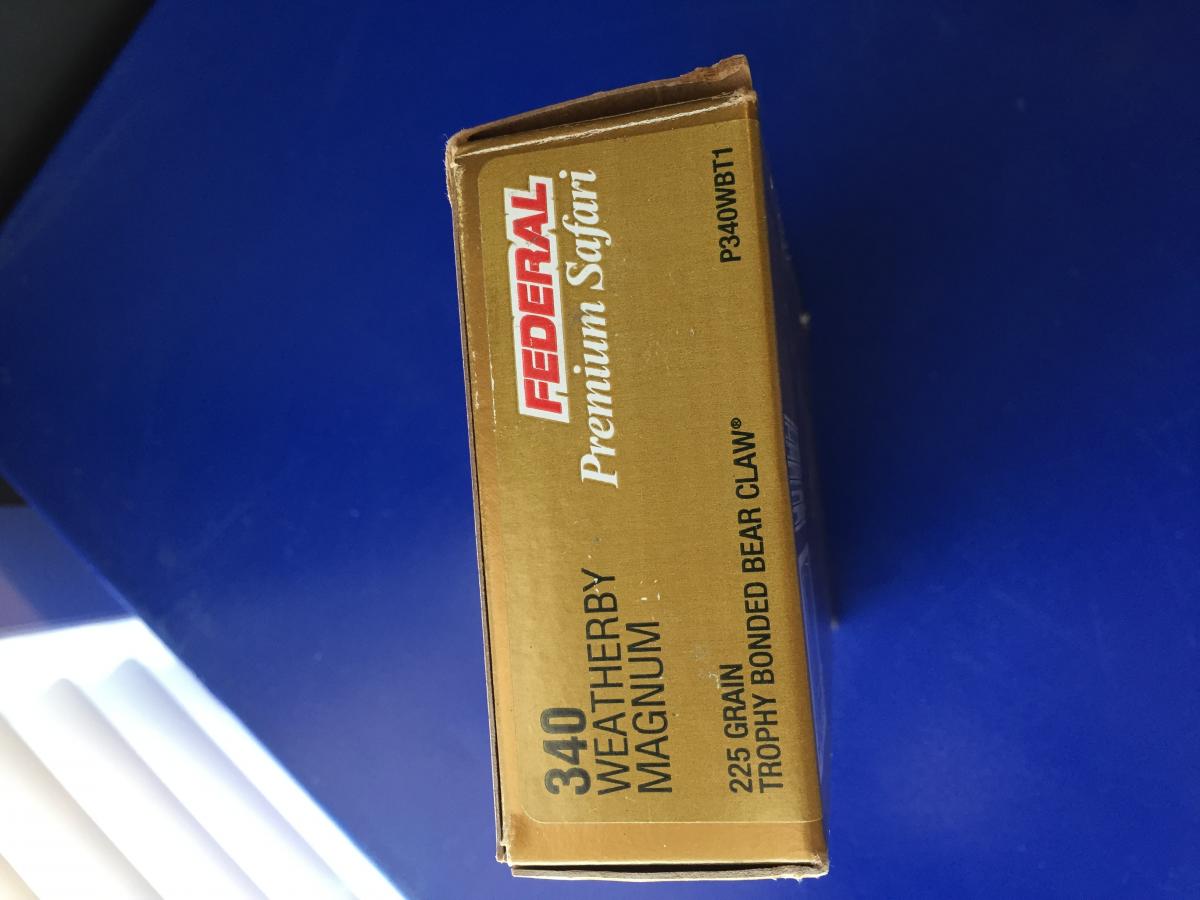 FEDERAL
Premium Safari
340
WEATHERBY
MAGNUM
225 GRAIN
TROPHY BONDED BEAR CLAW®
P340WBT1